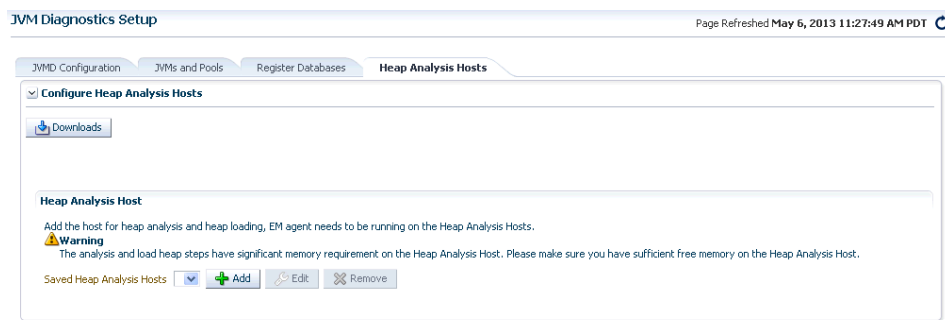 JVM Diagnostics Setup
Page Refreshed May 6, 2013 11:27:49 AM PDT
JVMD Configuration JVMs and Pools Register Databases Heap Analysis Hosts
Configure Heap Analysis Hosts
Downloads
Heap Analysis Host
Add the host for heap analysis and heap loading, EM agent needs to be running on the Heap Analysis Hosts.
Warning
The analysis and load heap steps have significant memory requirement on the Heap Analysis Host. Please make sure you have sufficient free memory on the Heap Analysis Host.
Saved Heap Analysis Hosts Add Edit Remove